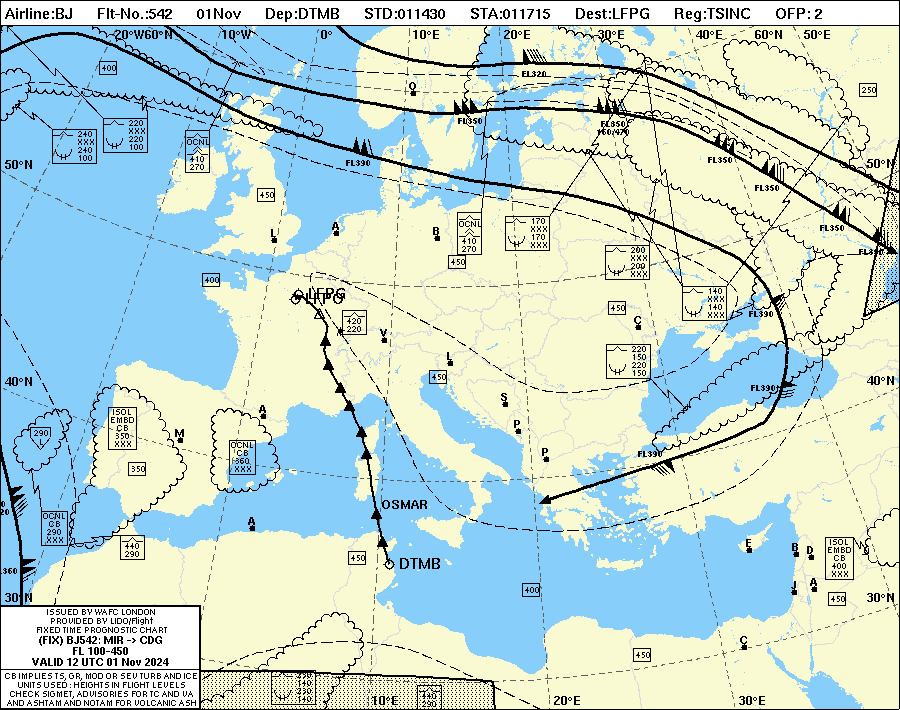 Airline:BJ Flt-No.:542 01Nov Dep:DTMB STD:011430 STA:011715 Dest:LFPG Reg:TSINC OFP: 2
20°W 60°N 10°W 0° 10°E 20°E 30°E 40°E 60°N 50°E
400
FL320
250
O
FL350
FL350
FL350
240
XXX
240
100
220
XXX
220
100
OCNL
410
270
FL390
50°N
50°N
FL350
450
L
A
B
OCNL
410
270
170
XXX
170
XXX
FL350
450
200
XXX
200
XXX
FL390
400
LFPG
140
XXX
140
XXX
420
220
450
C
FL390
V
L
220
150
220
150
40°N
450
40°N
FL390
S
ISOL
EMBD
CB
350
XXX
A
290
M
P
OCNL
CB
360
XXX
P
FL390
350
OSMAR
OCNL
CB
290
XXX
A
440
290
E
B
D
ISOL
EMBD
CB
400
XXX
450
DTMB
400
J
A
450
30°N
30°N
ISSUED BY WAFC LONDON
PROVIDED BY LIDO/Flight
FIXED TIME PROGNOSTIC CHART
(FIX) BJ542: MIR -> CDG
FL 100-450
VALID 12 UTC 01 Nov 2024
C
450
CB IMPLIES TS, GR, MOD OR SEV TURB AND ICE
UNITS USED : HEIGHTS IN FLIGHT LEVELS
CHECK SIGMET, ADVISORIES FOR TC AND VA
AND ASHTAM AND NOTAM FOR VOLCANIC ASH
230
140
230
140
440
290
10°E 20°E 30°E